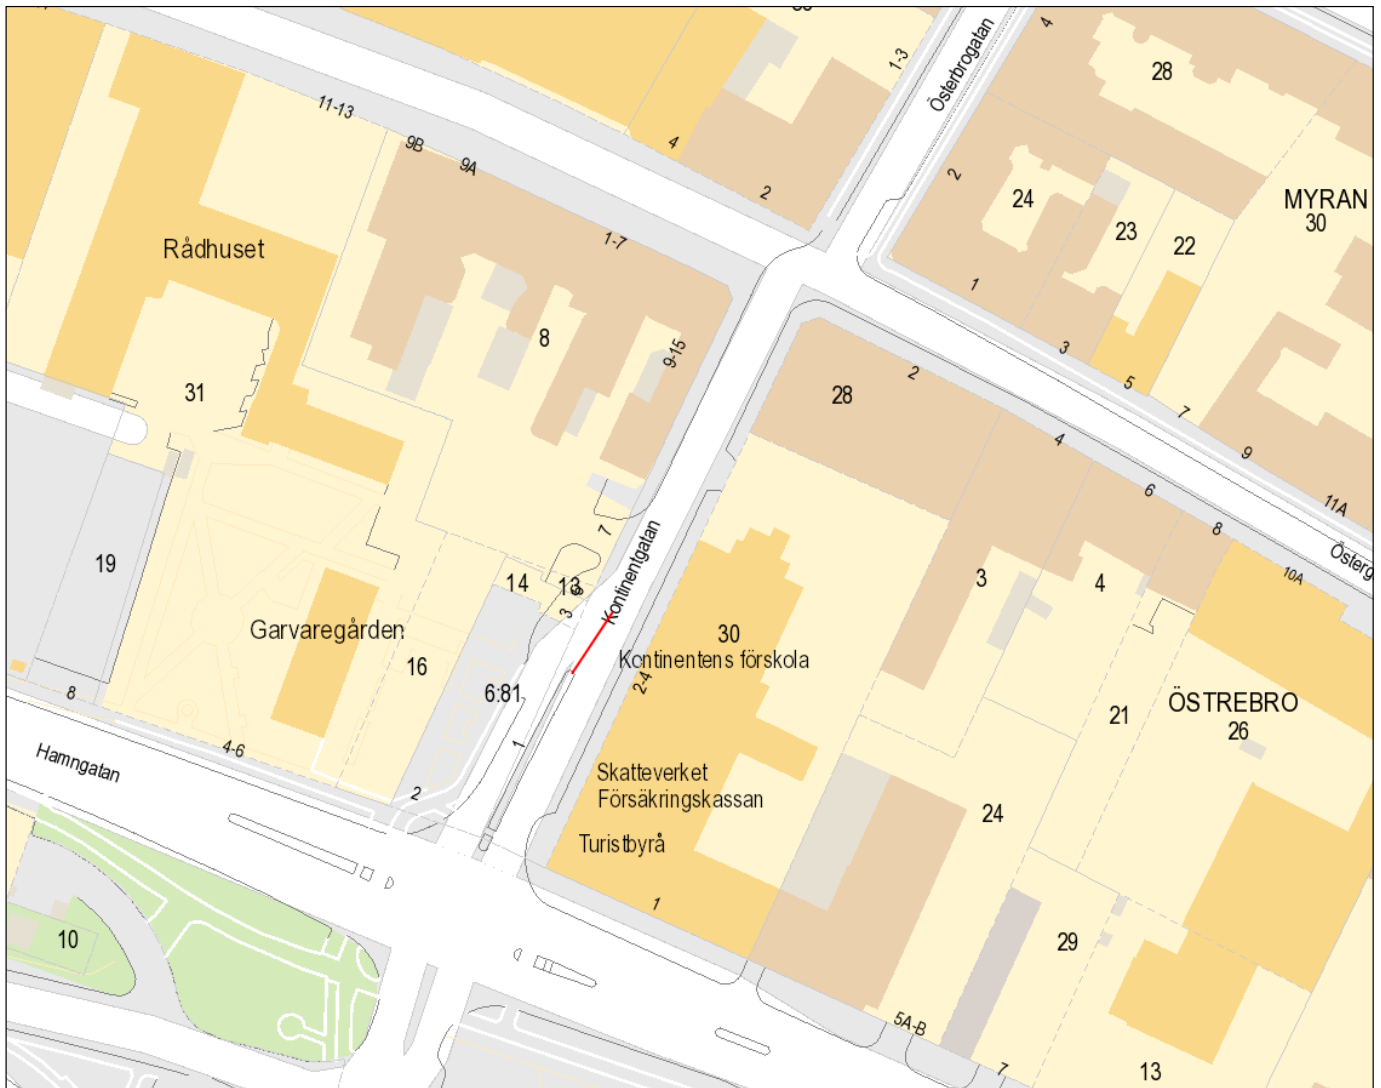 4
28
1-3
Österbrogatan
11-13
9B
9A
4
2
2
24
23
22
MYRAN
30
Rådhuset
1-7
8
9-15
1
3
5
7
9
11A
31
28
2
4
6
8
10A
Österg
19
7
Kontinentgatan
14
13
3
3
4
Garvaregården
16
6:81
30
Kontinentens förskola
2-4
21
ÖSTREBRO
26
8
4-6
Hamngatan
2
1
Skatteverket
Försäkringskassan
Turistbyrå
24
1
10
29
5A-B
7
13